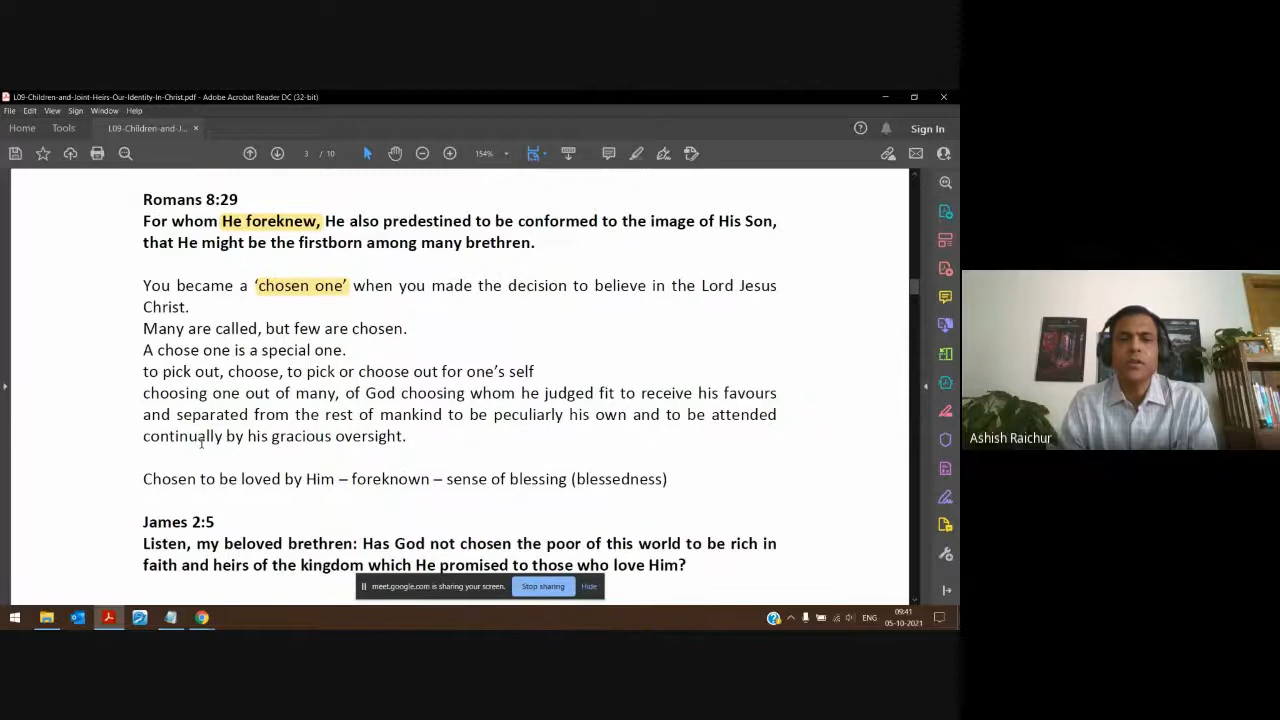 L09-Children-and-Joint-Heirs-Our-Identity-In-Christ.pdf - Adobe Acrobat Reader DC (32-bit)
File Edit View Sign Window Help
Home Tools L09-Children-and-J... × Sign In
3 / 10 154%
Romans 8:29
For whom He foreknew, He also predestined to be conformed to the image of His Son,
that He might be the firstborn among many brethren.
You became a ‘chosen one’ when you made the decision to believe in the Lord Jesus
Christ.
Many are called, but few are chosen.
A chose one is a special one.
to pick out, choose, to pick or choose out for one’s self
choosing one out of many, of God choosing whom he judged fit to receive his favours
and separated from the rest of mankind to be peculiarly his own and to be attended
continually by his gracious oversight.
Chosen to be loved by Him – foreknown – sense of blessing (blessedness)
James 2:5
Listen, my beloved brethren: Has God not chosen the poor of this world to be rich in
faith and heirs of the kingdom which He promised to those who love Him?
meet.google.com is sharing your screen. Stop sharing Hide
ENG 09:41
05-10-2021
Ashish Raichur